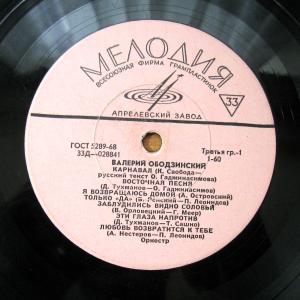 МЕЛОДИЯ
ВСЕСОЮЗНАЯ ФИРМА ГРАМПЛАСТИНОК
33
АПРЕЛЕВСКИЙ ЗАВОД
ГОСТ 5289-68
33Д—028841
Третья гр.-1
1-60
ВАЛЕРИЙ ОБОДЗИНСКИЙ
КАРНАВАЛ (К. Свобода—
русский текст О. Гаджикасимова)
ВОСТОЧНАЯ ПЕСНЯ
(Д. Тухманов—О. Гаджикасимов)
Я ВОЗВРАЩАЮСЬ ДОМОЙ (А. Островский)
ТОЛЬКО «ДА» (В. — П. Леонидов)
ЗАБЛУДИЛИСЬ ВИДНО СОЛОВЬИ
(В. Орловецкий—Г. Меер)
ЭТИ ГЛАЗА НАПРОТИВ
(Д. Тухманов—Т. Сашко)
ЛЮБОВЬ ВОЗВРАТИТСЯ К ТЕБЕ
(А. Нестеров—П. Леонидов)
Оркестр